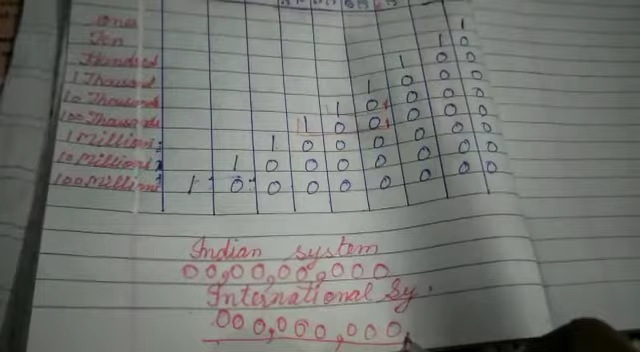 ones 1
Ten 1 0
Hundred 1 0 0
1 Thousand 1 0 0 0
10 Thousand 1 0 0 0 0
100 Thousands 1 0 0 0 0 0
1 Million 1 0 0 0 0 0 0
10 Millions 1 0 0 0 0 0 0 0
100 Millions 1 0 0 0 0 0 0 0 0
Indian system
00,00,00,000
International Sy.
000,000,000